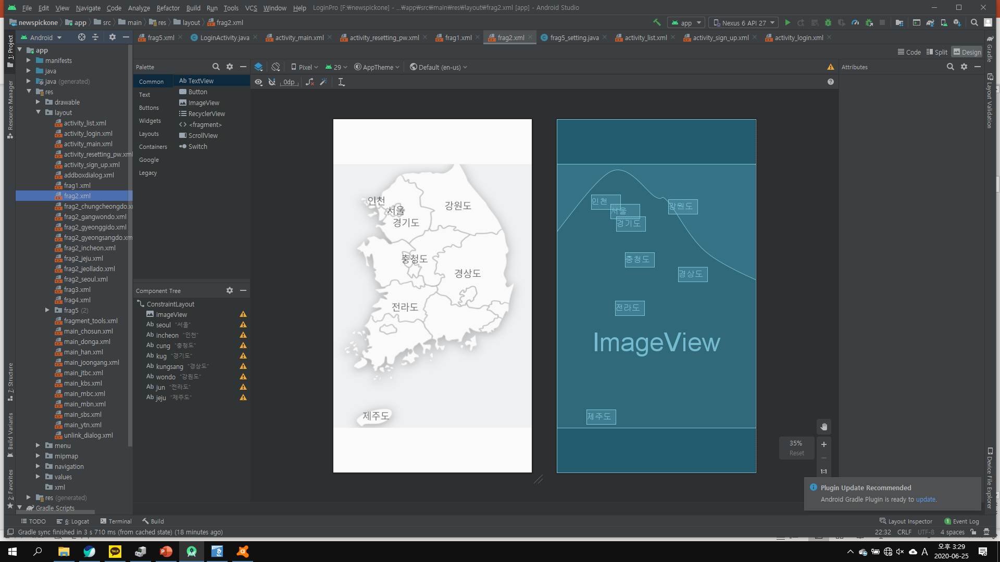 File Edit View Navigate Code Analyze Refactor Build Run Tools VCS Window Help LoginPro [F:₩newspickone] - ...₩app₩src₩main₩res₩layout₩frag2.xml [app] - Android Studio
newspickone app src main res layout frag2.xml app Nexus 6 API 27
Android frag5.xml LoginActivity.java activity_main.xml activity_resetting_pw.xml frag1.xml frag2.xml frag5_setting.java activity_list.xml activity_sign_up.xml activity_login.xml
Code Split Design
1: Project
Resource Manager
7: Structure
Build Variants
2: Favorites
app
manifests
java
java (generated)
res
drawable
layout
activity_list.xml
activity_login.xml
activity_main.xml
activity_resetting_pw.xml
activity_sign_up.xml
addboxdialog.xml
frag1.xml
frag2.xml
frag2_chungcheongdo.x
frag2_gangwondo.xml
frag2_gyeonggido.xml
frag2_gyeongsangdo.xm
frag2_incheon.xml
frag2_jeju.xml
frag2_jeollado.xml
frag2_seoul.xml
frag3.xml
frag4.xml
frag5 (2)
fragment_tools.xml
main_chosun.xml
main_donga.xml
main_han.xml
main_joongang.xml
main_jtbc.xml
main_kbs.xml
main_mbc.xml
main_mbn.xml
main_sbs.xml
main_ytn.xml
unlink_dialog.xml
menu
mipmap
navigation
values
xml
res (generated)
Gradle Scripts
Palette
Common
Text
Buttons
Widgets
Layouts
Containers
Google
Legacy
Ab TextView
Button
ImageView
RecyclerView
<> <fragment>
ScrollView
Switch
Component Tree
ConstraintLayout
imageView
Ab seoul "서울"
Ab incheon "인천"
Ab cung "충청도"
Ab kug "경기도"
Ab kungsang "경상도"
Ab wondo "강원도"
Ab jun "전라도"
Ab jeju "제주도"
Pixel 29 AppTheme Default (en-us)
0dp
인천
서울
경기도
강원도
충청도
경상도
전라도
제주도
인천
서울
경기도
강원도
충청도
경상도
전라도
ImageView
제주도
35%
Reset
1:1
Attributes
Gradle
Layout Validation
Device File Explorer
Plugin Update Recommended
Android Gradle Plugin is ready to update.
TODO 6: Logcat Terminal Build Layout Inspector 1 Event Log
Gradle sync finished in 3 s 710 ms (from cached state) (18 minutes ago) 22:32 CRLF UTF-8 4 spaces
TALK
A
오후 3:29
2020-06-25